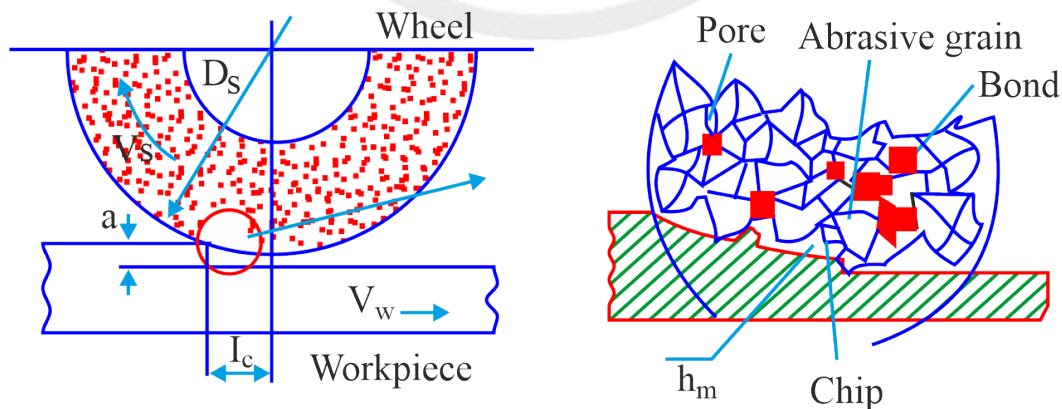 Wheel
D_S
V_S
a
V_w
I_c
Workpiece
Pore
Abrasive grain
Bond
h_m
Chip